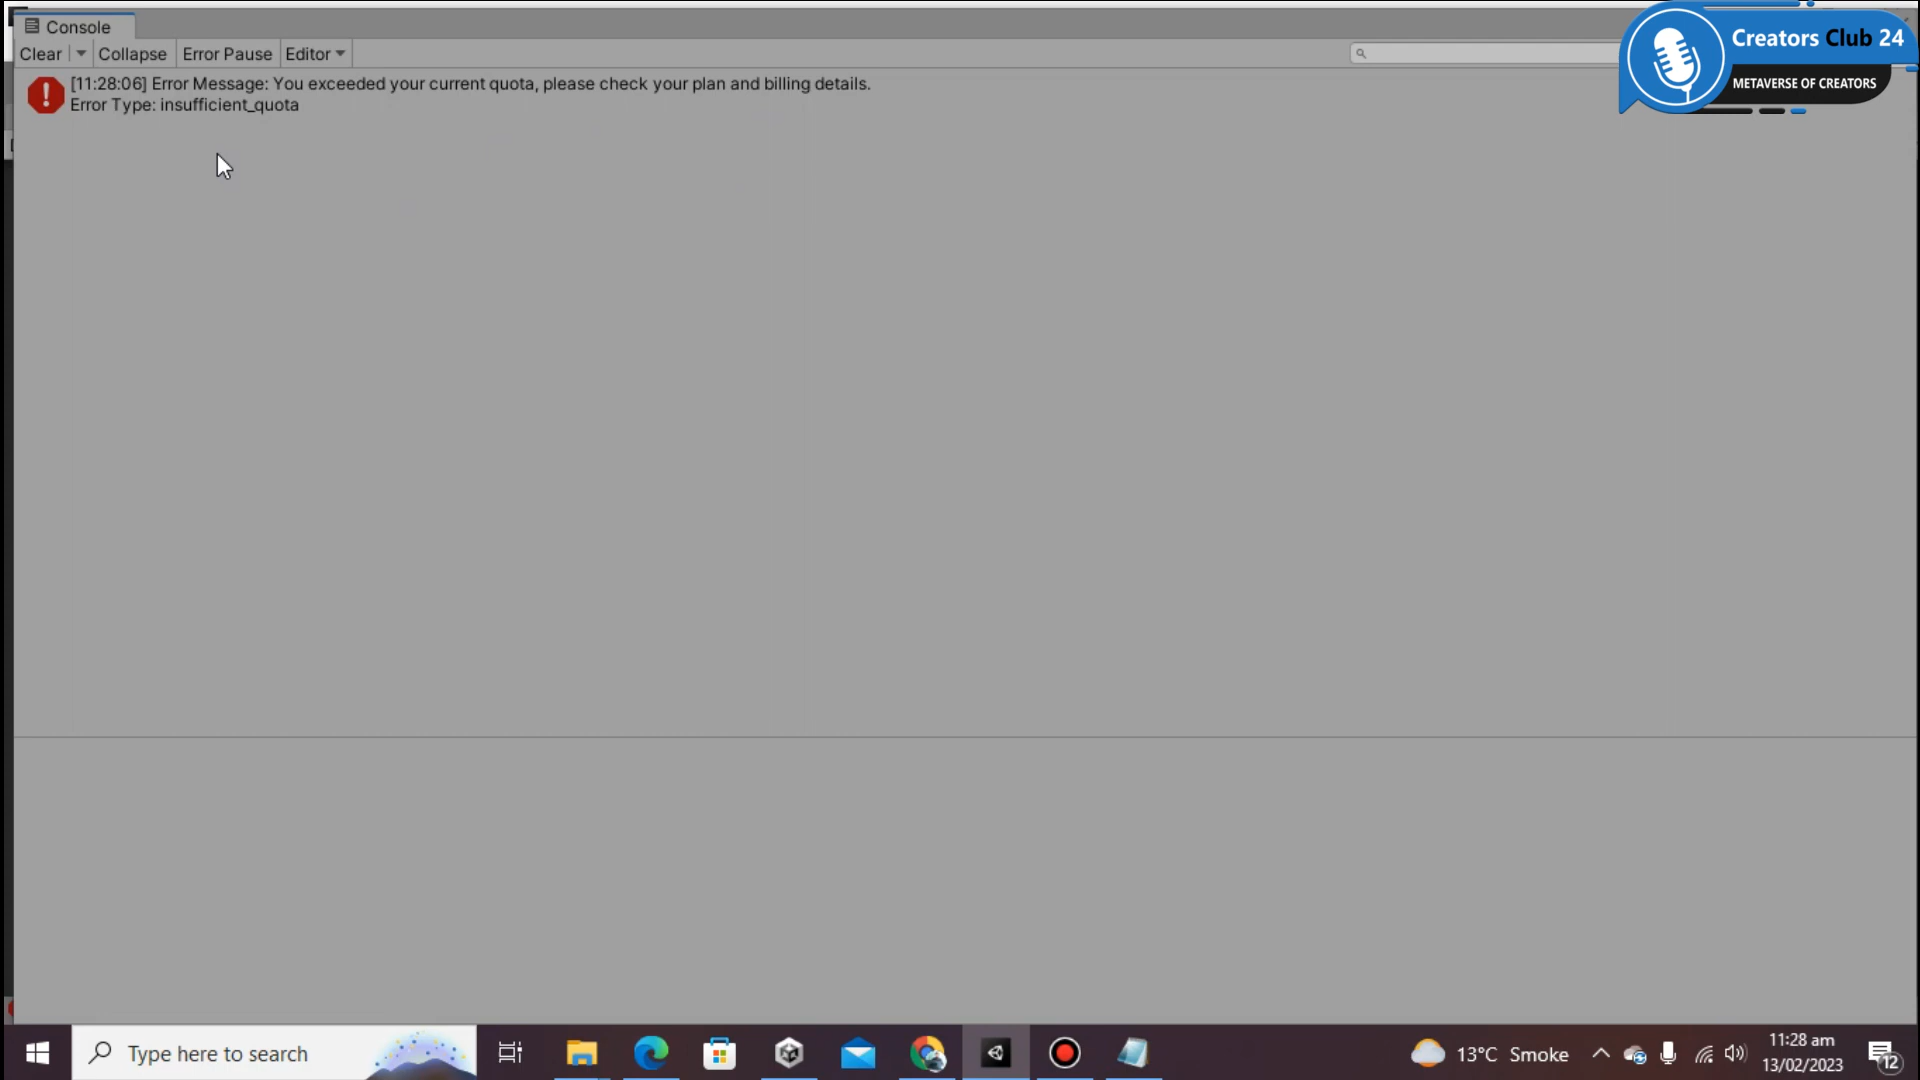 Console
Creators Club 24
METAVERSE OF CREATORS
Clear
Collapse
Error Pause
Editor
[11:28:06] Error Message: You exceeded your current quota, please check your plan and billing details.
Error Type: insufficient_quota
Type here to search
13°C Smoke
11:28 am
13/02/2023
12